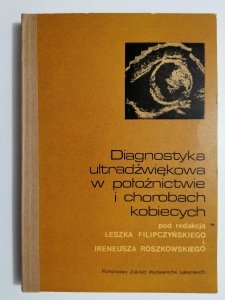 Diagnostyka
ultradźwiękowa
w położnictwie
i chorobach
kobiecych
pod redakcją
LESZKA FILIPCZYŃSKIEGO
i
IRENEUSZA ROSZKOWSKIEGO
Państwowy Zakład Wydawnictw Lekarskich